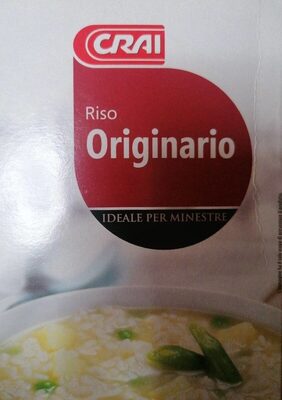 CRAI
Riso
Originario
IDEALE PER MINESTRE